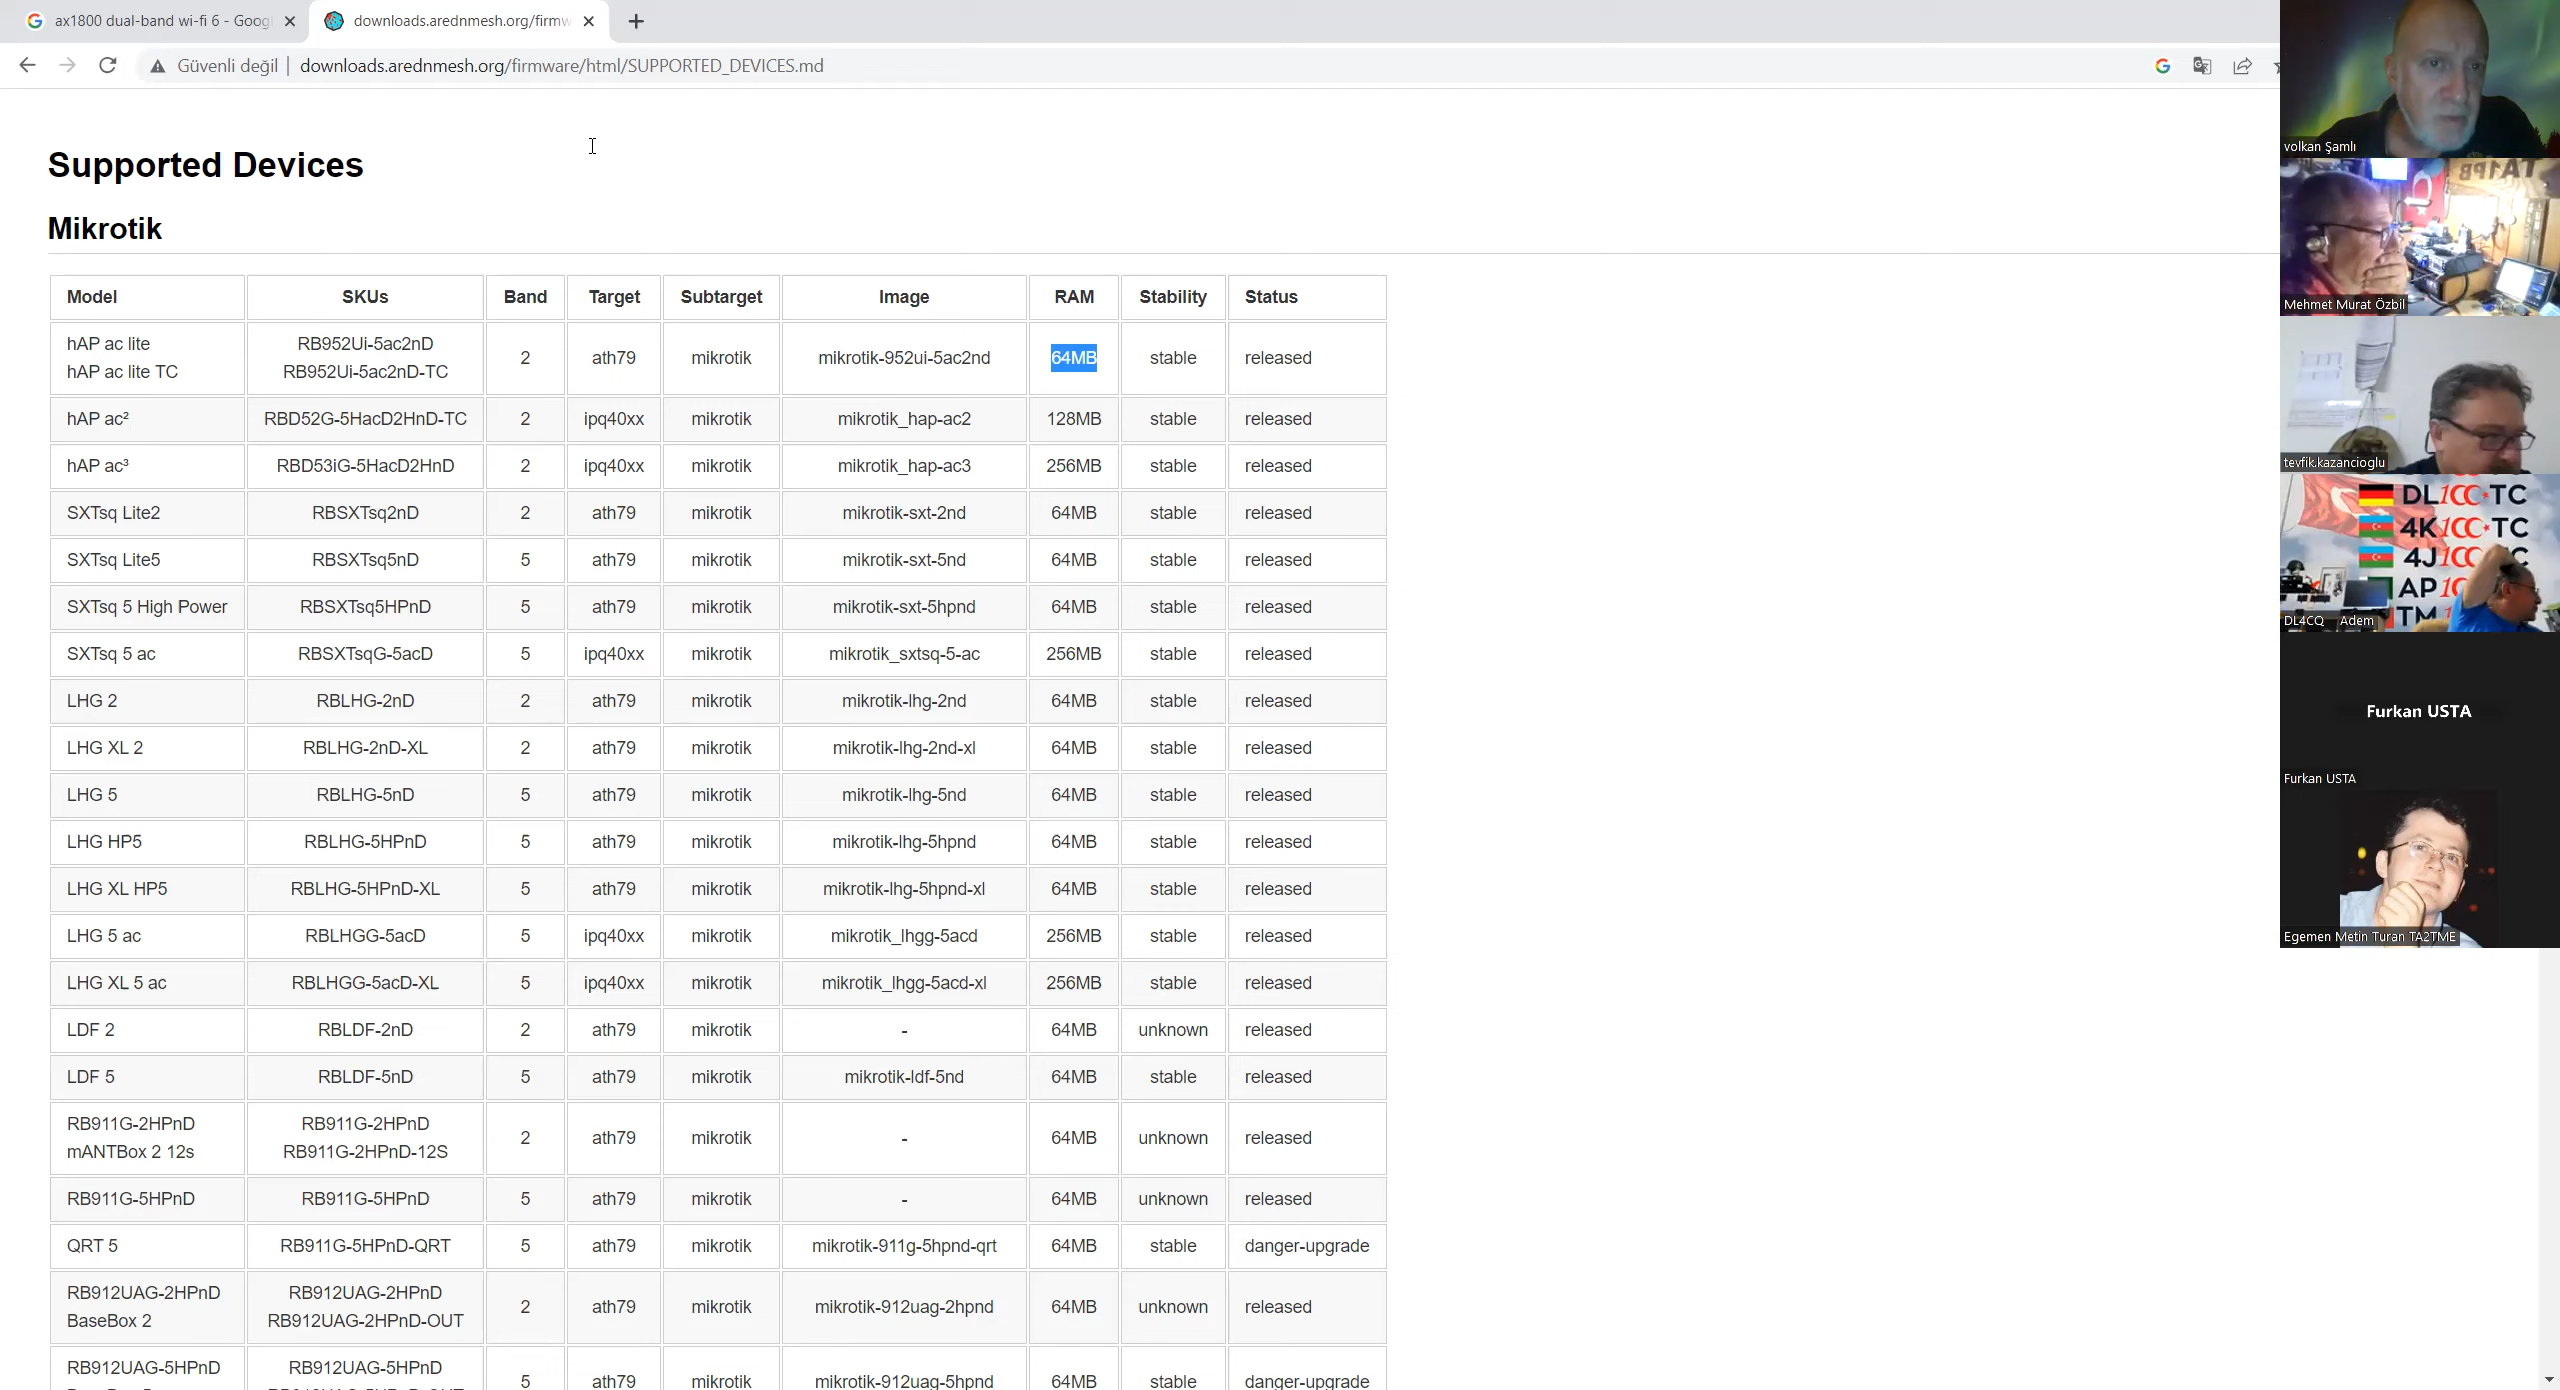 ax1800 dual-band wi-fi 6 - Goog
downloads.arednmesh.org/firmw
Güvenli değil
downloads.arednmesh.org/firmware/html/SUPPORTED_DEVICES.md
Supported Devices
Mikrotik
Model SKUs Band Target Subtarget Image RAM Stability Status
hAP ac lite RB952Ui-5ac2nD
hAP ac lite TC RB952Ui-5ac2nD-TC 2 ath79 mikrotik mikrotik-952ui-5ac2nd 64MB stable released
hAP ac² RBD52G-5HacD2HnD-TC 2 ipq40xx mikrotik mikrotik_hap-ac2 128MB stable released
hAP ac³ RBD53iG-5HacD2HnD 2 ipq40xx mikrotik mikrotik_hap-ac3 256MB stable released
SXTsq Lite2 RBSXTsq2nD 2 ath79 mikrotik mikrotik-sxt-2nd 64MB stable released
SXTsq Lite5 RBSXTsq5nD 5 ath79 mikrotik mikrotik-sxt-5nd 64MB stable released
SXTsq 5 High Power RBSXTsq5HPnD 5 ath79 mikrotik mikrotik-sxt-5hpnd 64MB stable released
SXTsq 5 ac RBSXTsqG-5acD 5 ipq40xx mikrotik mikrotik_sxtsq-5-ac 256MB stable released
LHG 2 RBLHG-2nD 2 ath79 mikrotik mikrotik-lhg-2nd 64MB stable released
LHG XL 2 RBLHG-2nD-XL 2 ath79 mikrotik mikrotik-lhg-2nd-xl 64MB stable released
LHG 5 RBLHG-5nD 5 ath79 mikrotik mikrotik-lhg-5nd 64MB stable released
LHG HP5 RBLHG-5HPnD 5 ath79 mikrotik mikrotik-lhg-5hpnd 64MB stable released
LHG XL HP5 RBLHG-5HPnD-XL 5 ath79 mikrotik mikrotik-lhg-5hpnd-xl 64MB stable released
LHG 5 ac RBLHGG-5acD 5 ipq40xx mikrotik mikrotik_lhgg-5acd 256MB stable released
LHG XL 5 ac RBLHGG-5acD-XL 5 ipq40xx mikrotik mikrotik_lhgg-5acd-xl 256MB stable released
LDF 2 RBLDF-2nD 2 ath79 mikrotik - 64MB unknown released
LDF 5 RBLDF-5nD 5 ath79 mikrotik mikrotik-ldf-5nd 64MB stable released
RB911G-2HPnD RB911G-2HPnD
mANTBox 2 12s RB911G-2HPnD-12S 2 ath79 mikrotik - 64MB unknown released
RB911G-5HPnD RB911G-5HPnD 5 ath79 mikrotik - 64MB unknown released
QRT 5 RB911G-5HPnD-QRT 5 ath79 mikrotik mikrotik-911g-5hpnd-qrt 64MB stable danger-upgrade
RB912UAG-2HPnD RB912UAG-2HPnD
BaseBox 2 RB912UAG-2HPnD-OUT 2 ath79 mikrotik mikrotik-912uag-2hpnd 64MB unknown released
RB912UAG-5HPnD RB912UAG-5HPnD
5 ath79 mikrotik mikrotik-912uag-5hpnd 64MB stable danger-upgrade
volkan Şamlı
TA1PB
Mehmet Murat Özbil
tevfik.kazancioglu
DL1CC*TC
4K1CC*TC
4J1CC C
AP1C
TM
DL4CQ Adem
Furkan USTA
Furkan USTA
Egemen Metin Turan TA2TME